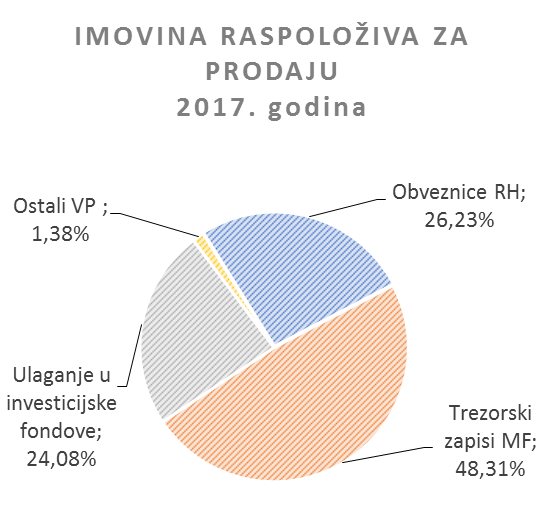 IMOVINA RASPOLOŽIVA ZA
PRODAJU
2017. godina
Ostali VP ;
1,38%
Obveznice RH;
26,23%
Ulaganje u
investicijske
fondove;
24,08%
Trezorski
zapisi MF;
48,31%